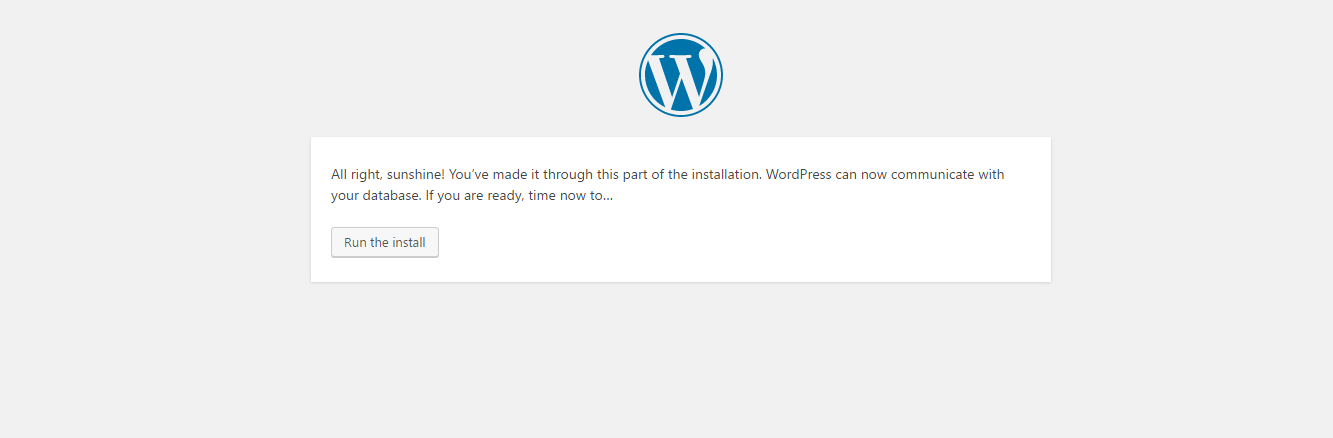 All right, sunshine! You’ve made it through this part of the installation. WordPress can now communicate with
your database. If you are ready, time now to…
Run the install